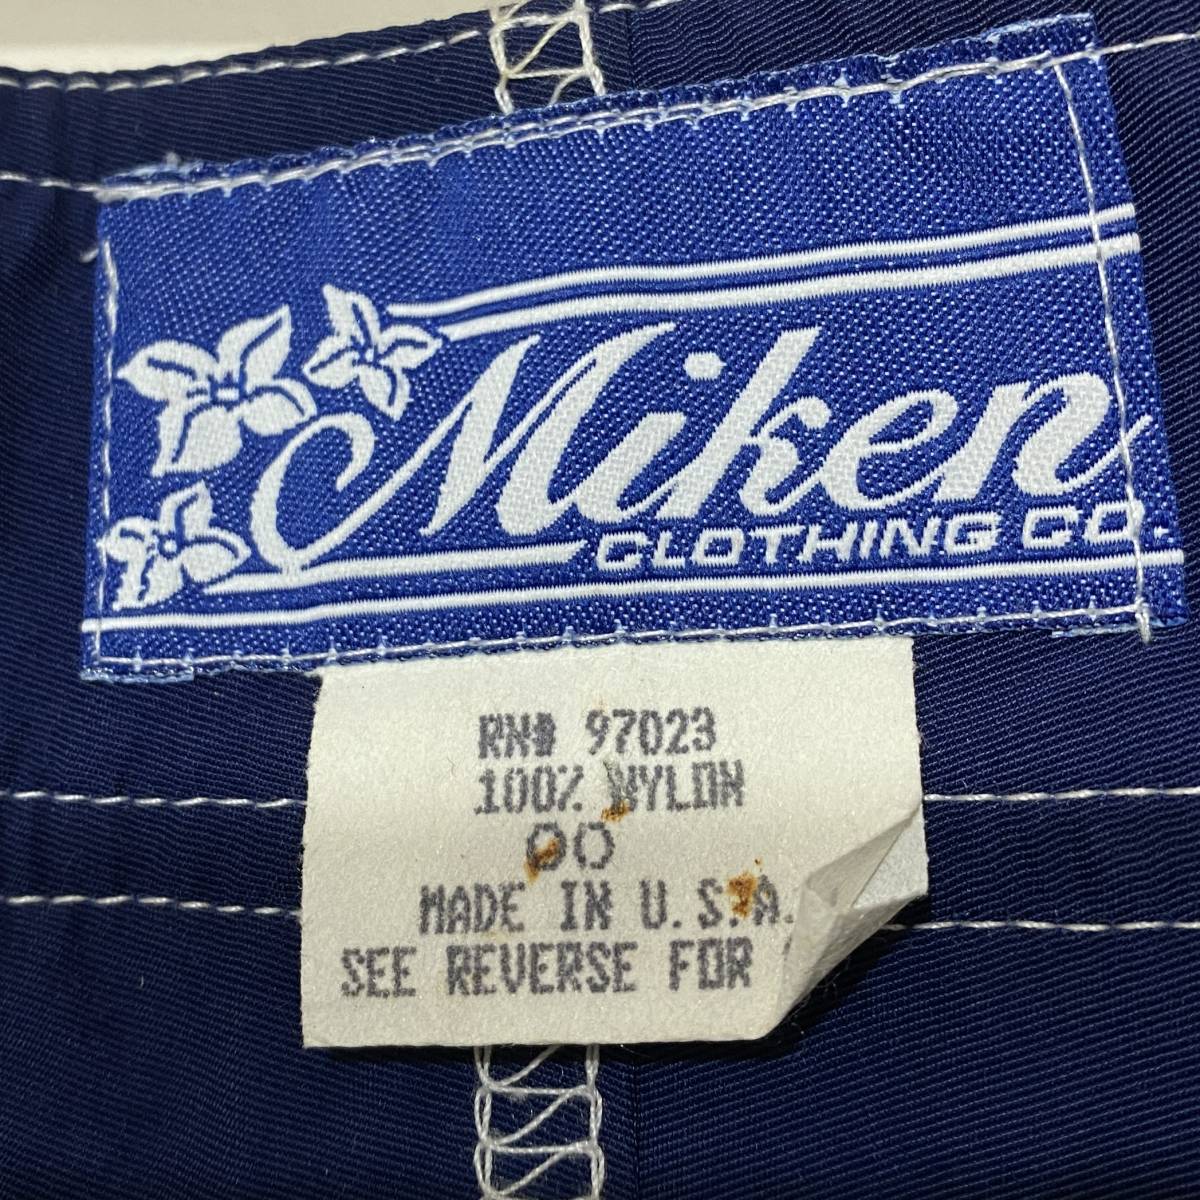 Miken
CLOTHING CO.
RN# 97023
100% NYLON
00
MADE IN U.S.A.
SEE REVERSE FOR